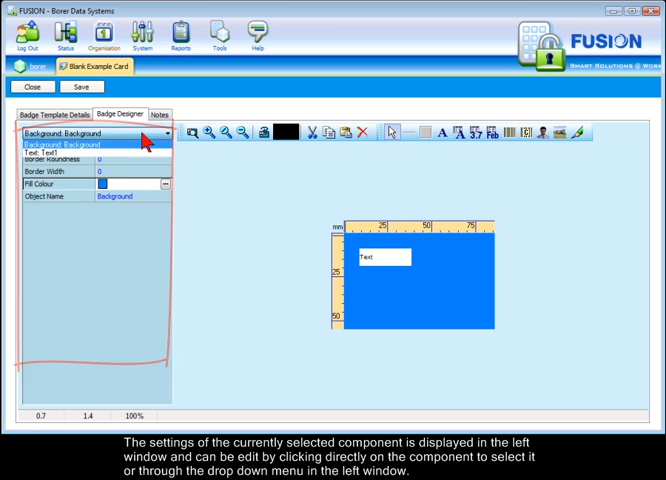 FUSION - Borer Data Systems
Log Out
Status
Organisation
System
Reports
Tools
Help
FUSION
SMART SOLUTIONS @ WORK
borer
Blank Example Card
Close
Save
Badge Template Details
Badge Designer
Notes
Background: Background
Background: Background
Text: Text1
Border Roundness 0
Border Width 0
Fill Colour
Object Name Background
A A 37 Feb
mm 25 50 75
Text
25
50
0.7 1.4 100%
The settings of the currently selected component is displayed in the left
window and can be edit by clicking directly on the component to select it
or through the drop down menu in the left window.